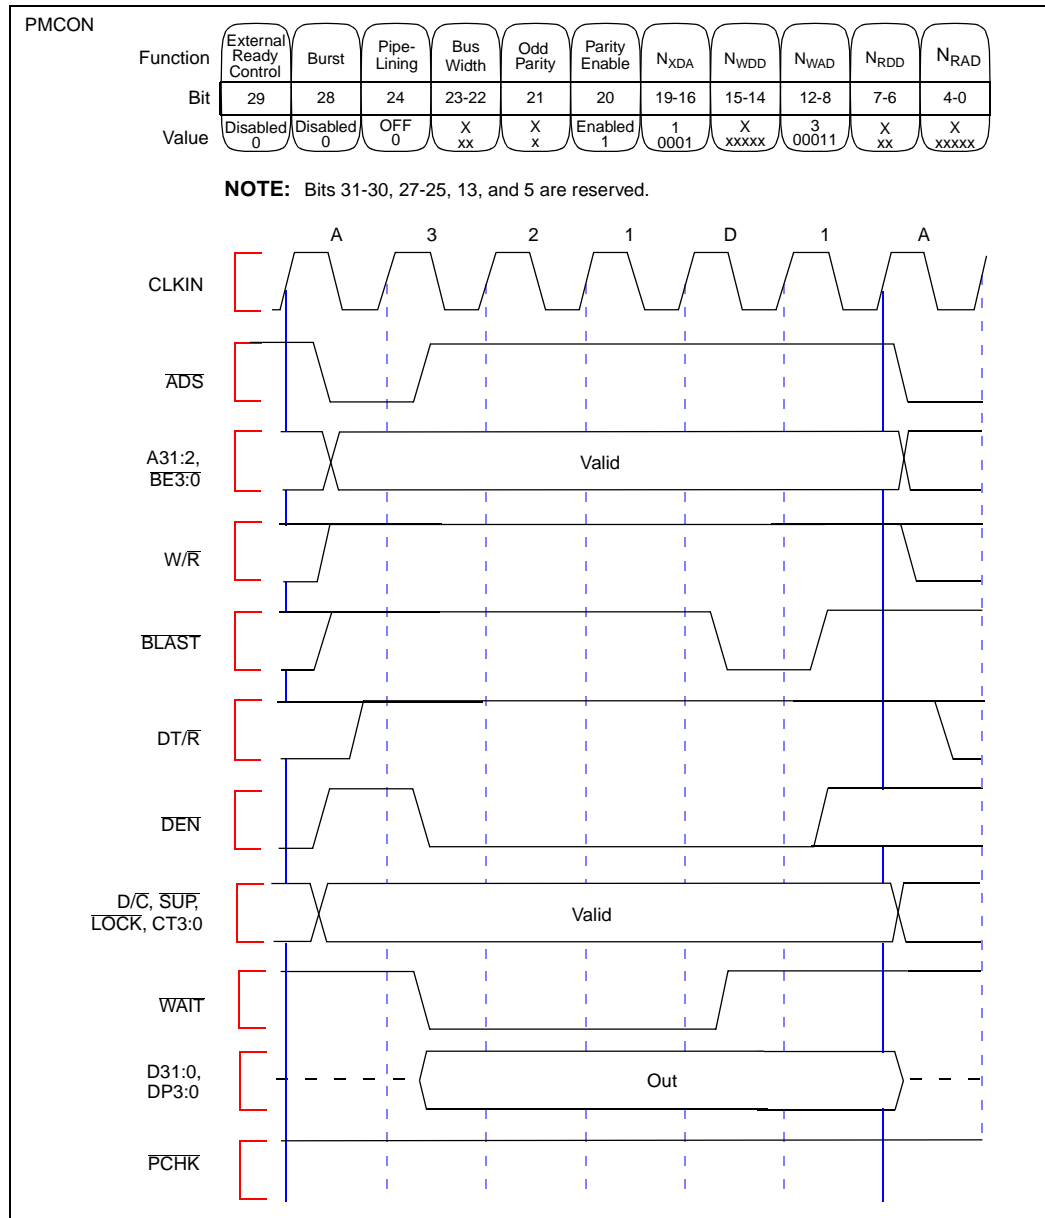 PMCON
Function External Ready Control Burst Pipe-Lining Bus Width Odd Parity Parity Enable NXDA NWDD NWAD NRDD NRAD
Bit 29 28 24 23-22 21 20 19-16 15-14 12-8 7-6 4-0
Value Disabled 0 Disabled 0 OFF 0 X xx X x Enabled 1 1 0001 X xxxxx 3 00011 X xx X xxxxx
NOTE: Bits 31-30, 27-25, 13, and 5 are reserved.
A 3 2 1 D 1 A
CLKIN
ADS
A31:2,
BE3:0
Valid
W/R
BLAST
DT/R
DEN
D/C, SUP,
LOCK, CT3:0
Valid
WAIT
D31:0,
DP3:0
Out
PCHK